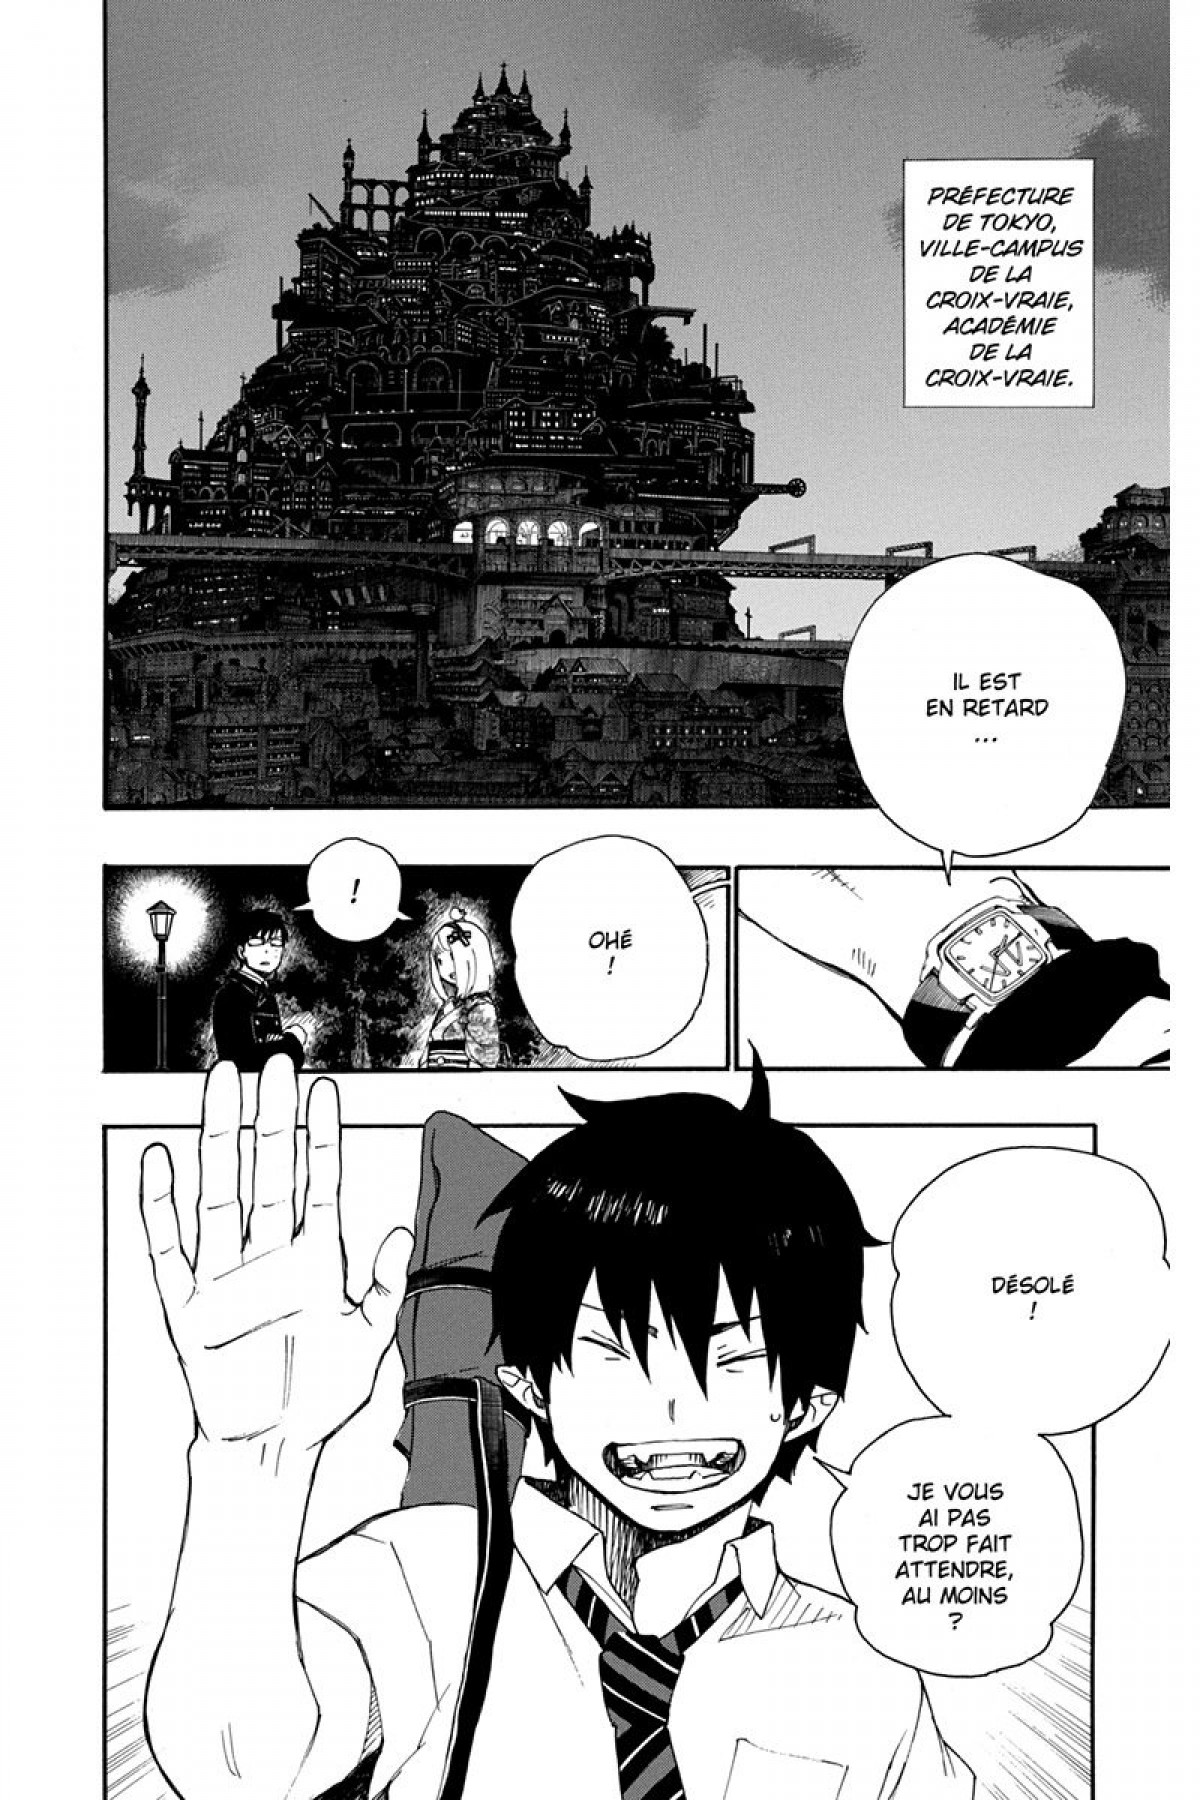 PRÉFECTURE
DE TOKYO,
VILLE-CAMPUS
DE LA
CROIX-VRAIE,
ACADÉMIE
DE LA
CROIX-VRAIE.
IL EST
EN RETARD
...
OHÉ
!
!
DÉSOLÉ
!
JE VOUS
AI PAS
TROP FAIT
ATTENDRE,
AU MOINS
?